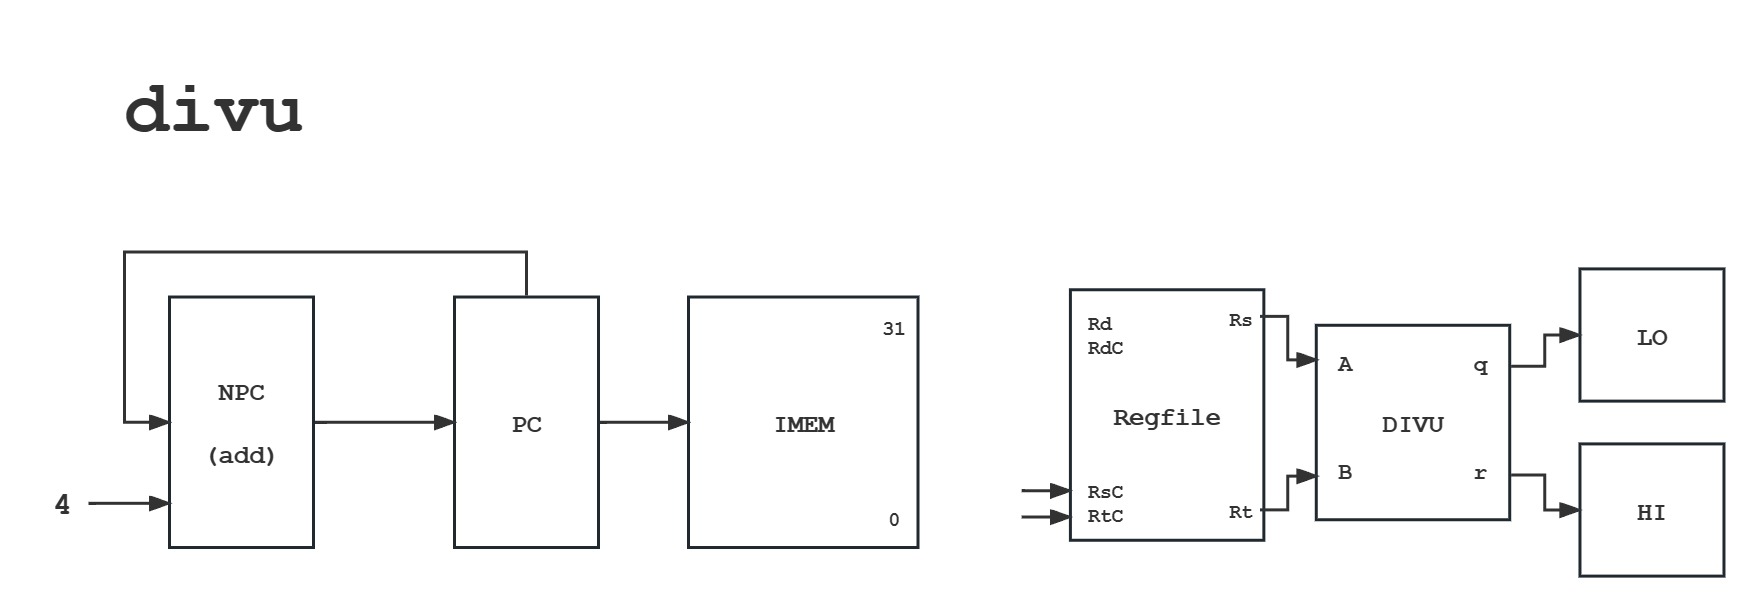 divu
NPC
(add)
4
PC
IMEM
31
0
Rd
RdC
Rs
Regfile
RsC
RtC
Rt
A
q
DIVU
B
r
LO
HI